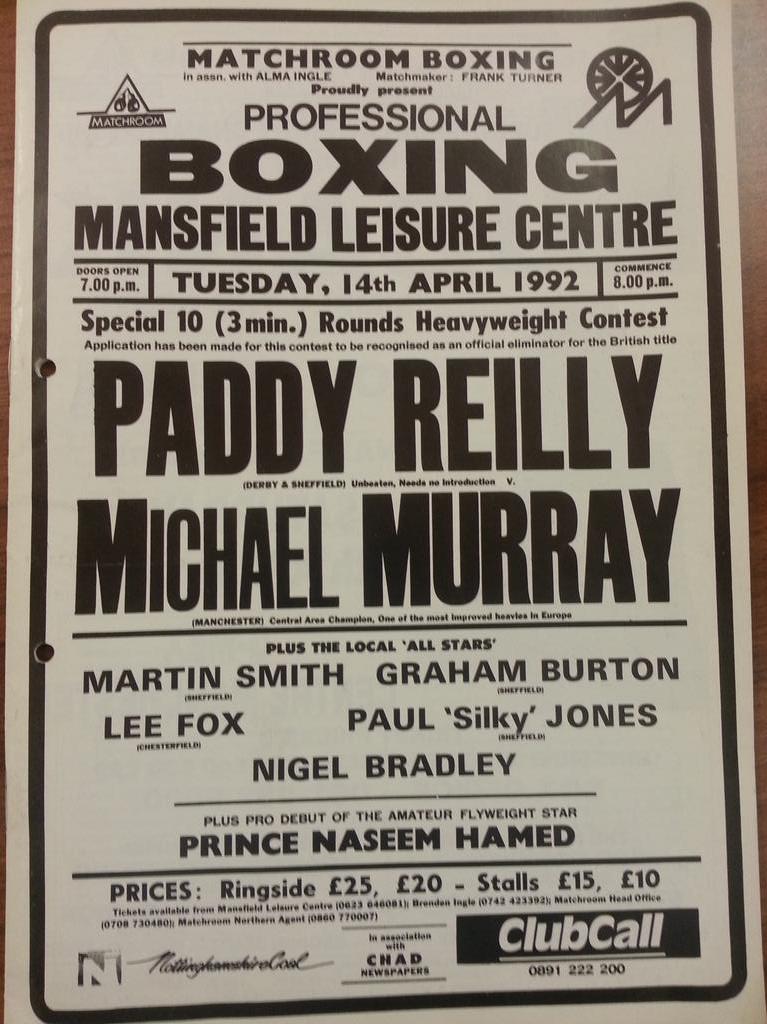 MATCHROOM BOXING
in assn. with ALMA INGLE Matchmaker: FRANK TURNER
Proudly present
MATCHROOM
PROFESSIONAL
BOXING
MANSFIELD LEISURE CENTRE
DOORS OPEN
7.00 p.m.
TUESDAY, 14th APRIL 1992
COMMENCE
8.00 p.m.
Special 10 (3 min.) Rounds Heavyweight Contest
Application has been made for this contest to be recognised as an official eliminator for the British title
PADDY REILLY
(DERBY & SHEFFIELD) Unbeaten, Needs no Introduction V.
MICHAEL MURRAY
(MANCHESTER) Central Area Champion, One of the most improved heavies in Europe
PLUS THE LOCAL 'ALL STARS'
MARTIN SMITH GRAHAM BURTON
(SHEFFIELD) (SHEFFIELD)
LEE FOX PAUL 'Silky' JONES
(CHESTERFIELD) (SHEFFIELD)
NIGEL BRADLEY
PLUS PRO DEBUT OF THE AMATEUR FLYWEIGHT STAR
PRINCE NASEEM HAMED
PRICES: Ringside £25, £20 - Stalls £15, £10
Tickets available from Mansfield Leisure Centre (0623 646081); Brenden Ingle (0742 423392); Matchroom Head Office
(0708 730480); Matchroom Northern Agent (0860 770007)
N NottinghamshireCoal
In association
with
CHAD
NEWSPAPERS
ClubCall
0891 222 200